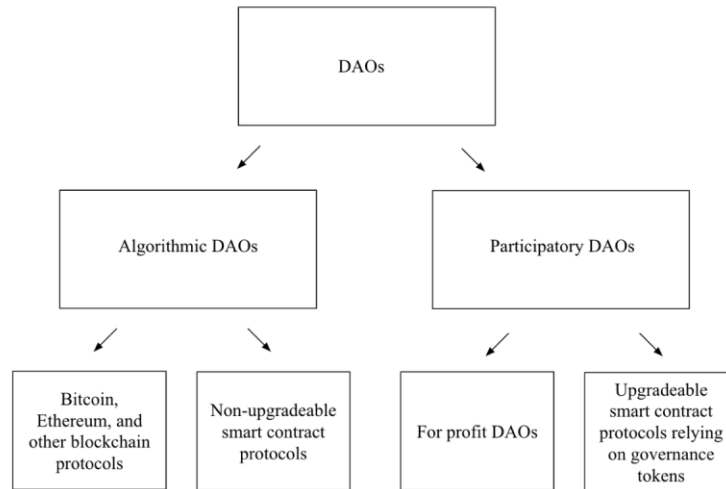 DAOs
Algorithmic DAOs
Participatory DAOs
Bitcoin,
Ethereum, and
other blockchain
protocols
Non-upgradeable
smart contract
protocols
For profit DAOs
Upgradeable
smart contract
protocols relying
on governance
tokens